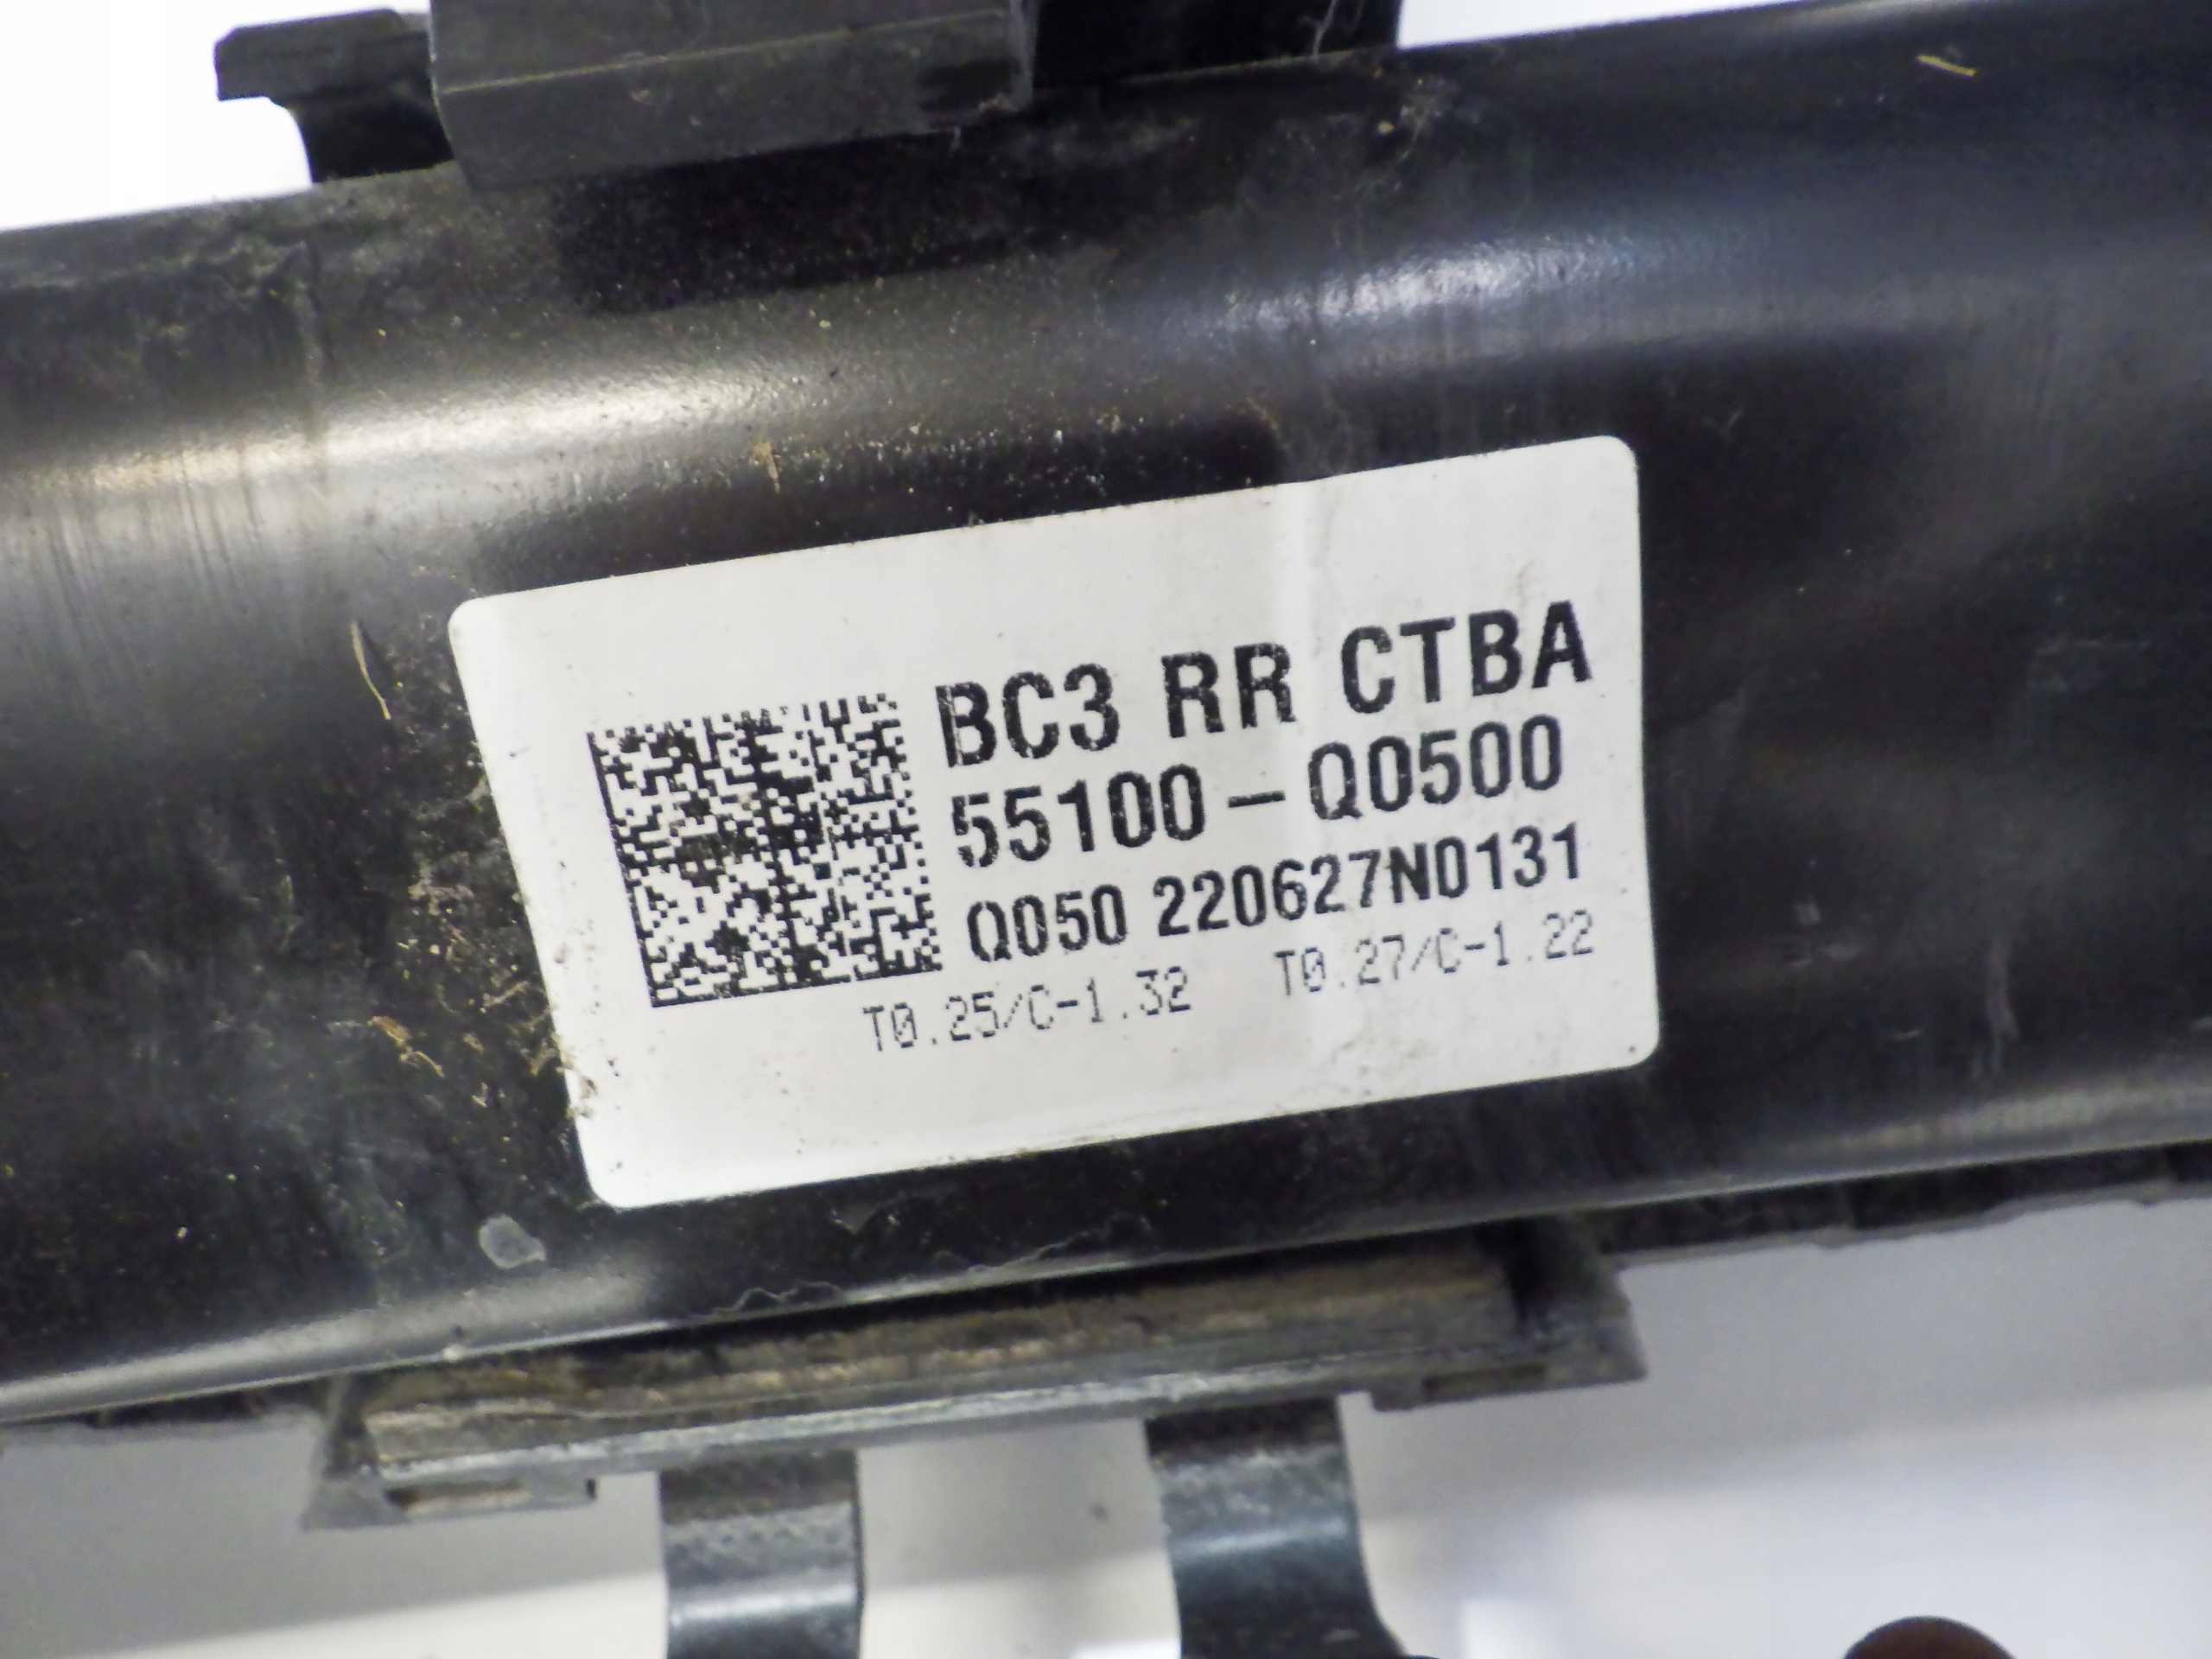 BC3 RR CTBA
55100-Q0500
Q050 220627N0131
T0.25/C-1.32 T0.27/C-1.22